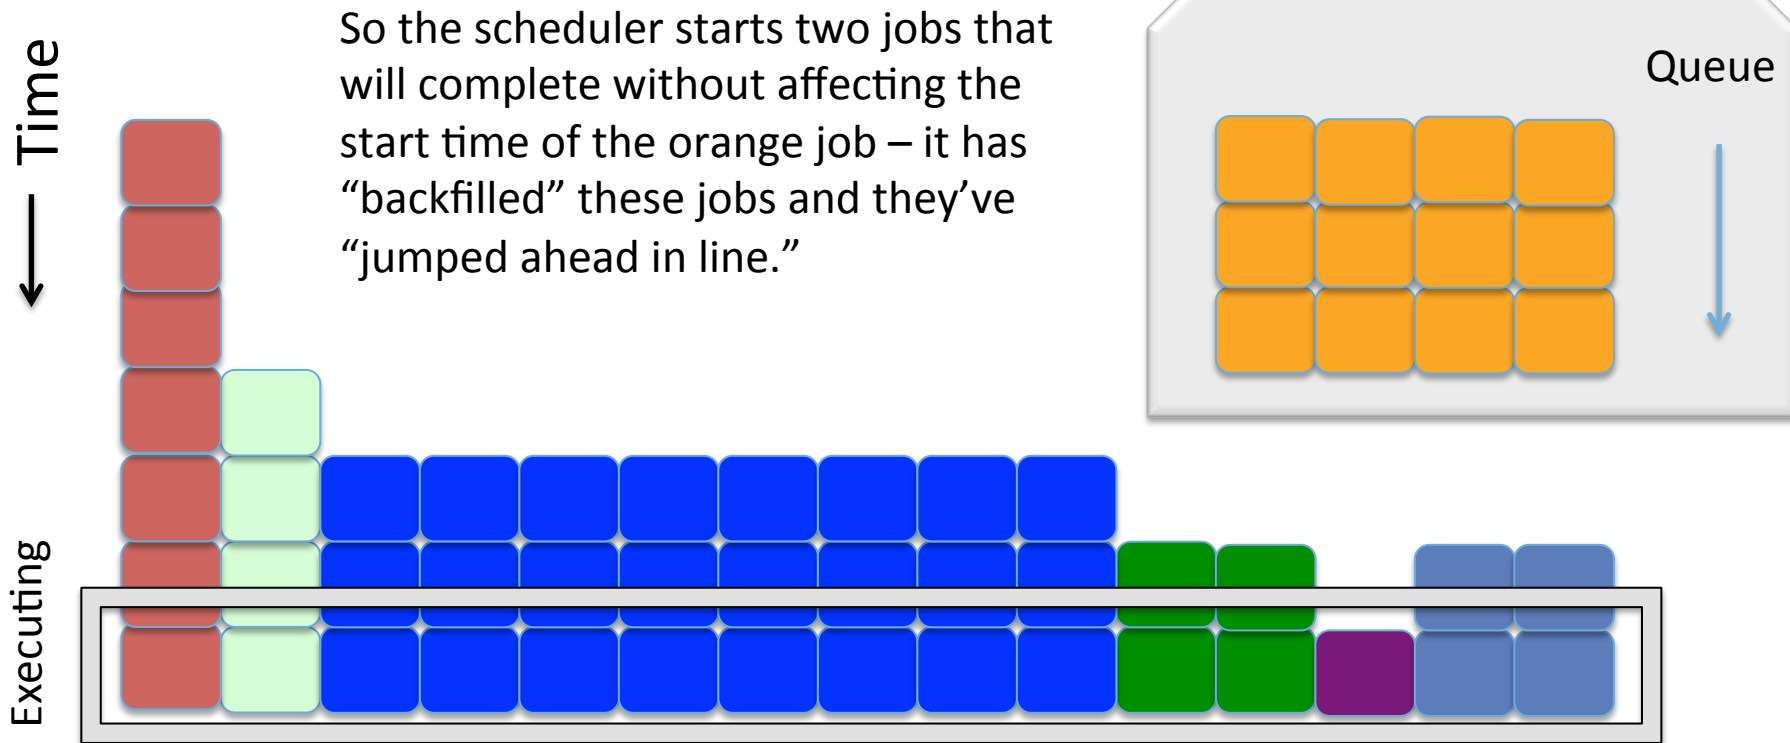 So the scheduler starts two jobs that
will complete without affecting the
start time of the orange job – it has
“backfilled” these jobs and they’ve
“jumped ahead in line.”
Queue
Time
Executing